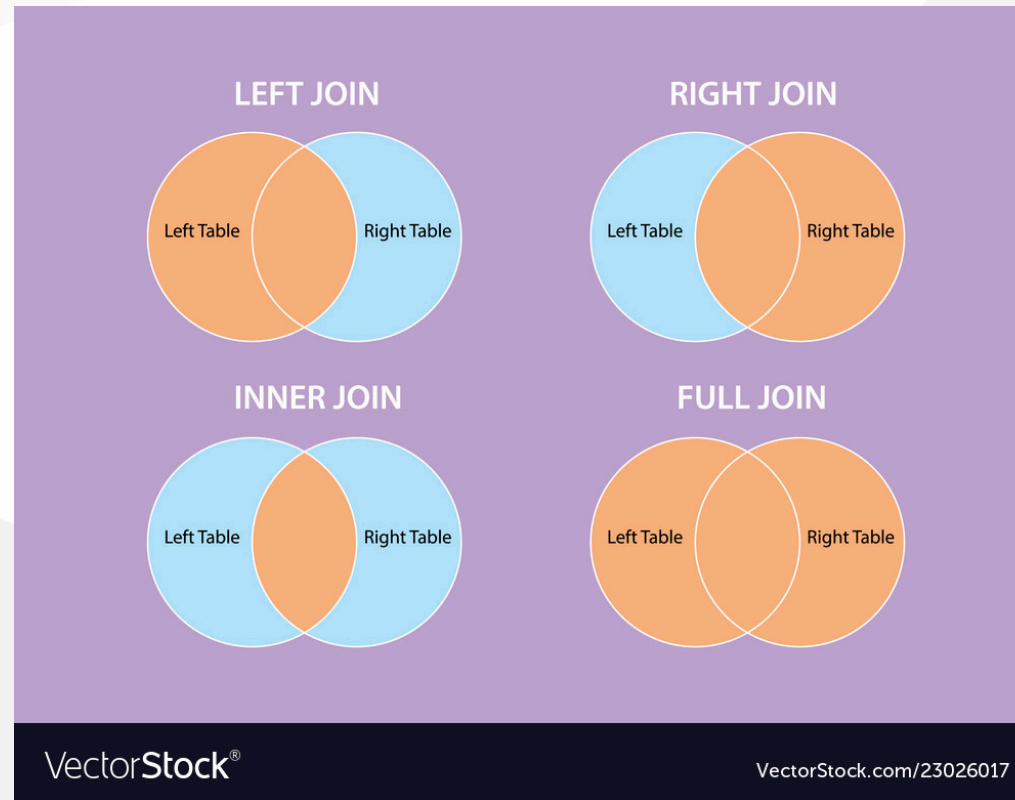 LEFT JOIN
Left Table
Right Table
RIGHT JOIN
Left Table
Right Table
INNER JOIN
Left Table
Right Table
FULL JOIN
Left Table
Right Table
VectorStock®
VectorStock.com/23026017